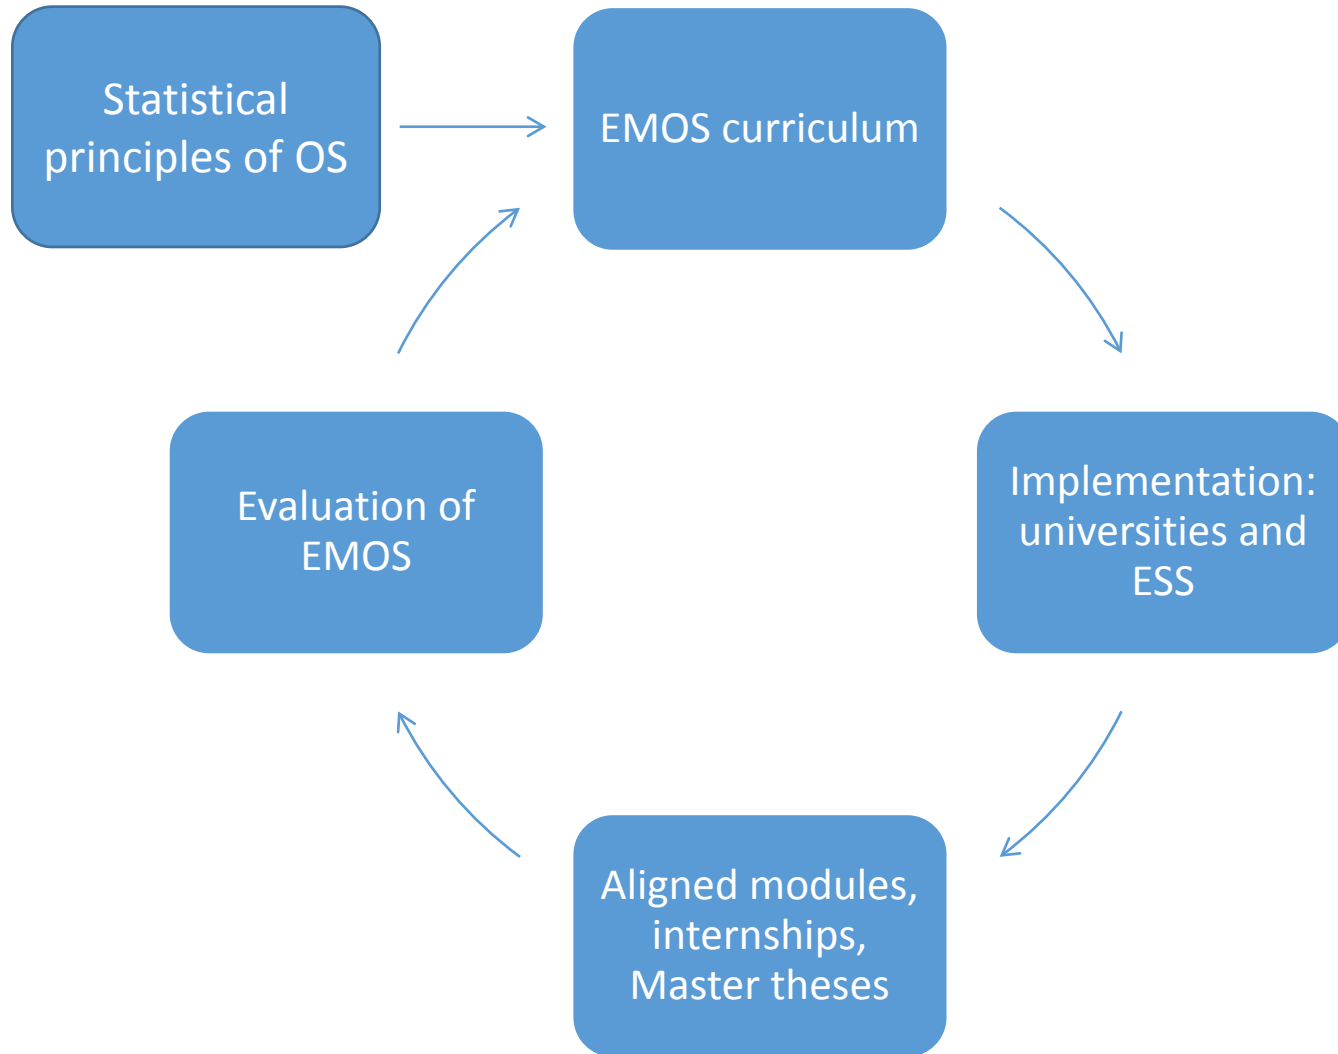 Statistical
principles of OS
EMOS curriculum
Implementation:
universities and
ESS
Aligned modules,
internships,
Master theses
Evaluation of
EMOS